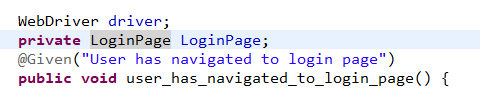 WebDriver driver;
private LoginPage LoginPage;
@Given("User has navigated to login page")
public void user_has_navigated_to_login_page() {